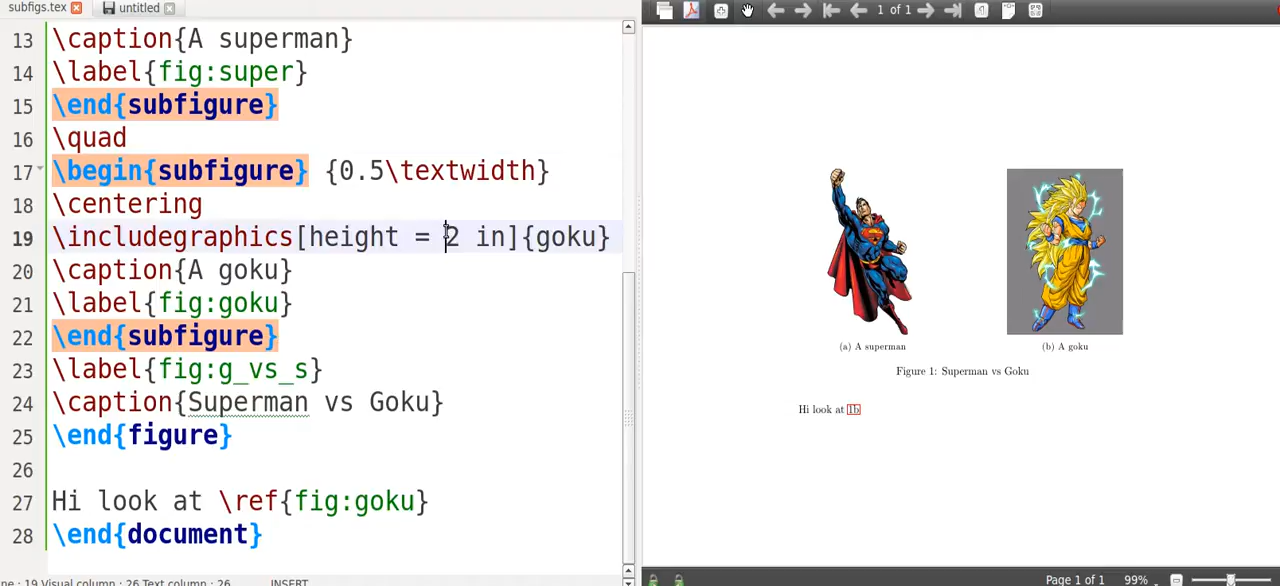 subfigs.tex untitled
13 \caption{A superman}
14 \label{fig:super}
15 \end{subfigure}
16 \quad
17 \begin{subfigure} {0.5\textwidth}
18 \centering
19 \includegraphics[height = 2 in]{goku}
20 \caption{A goku}
21 \label{fig:goku}
22 \end{subfigure}
23 \label{fig:g_vs_s}
24 \caption{Superman vs Goku}
25 \end{figure}
26
27 Hi look at \ref{fig:goku}
28 \end{document}
ne : 19 Visual column : 26 Text column : 26 INSERT
1 of 1
(a) A superman (b) A goku
Figure 1: Superman vs Goku
Hi look at 1b
Page 1 of 1 99%